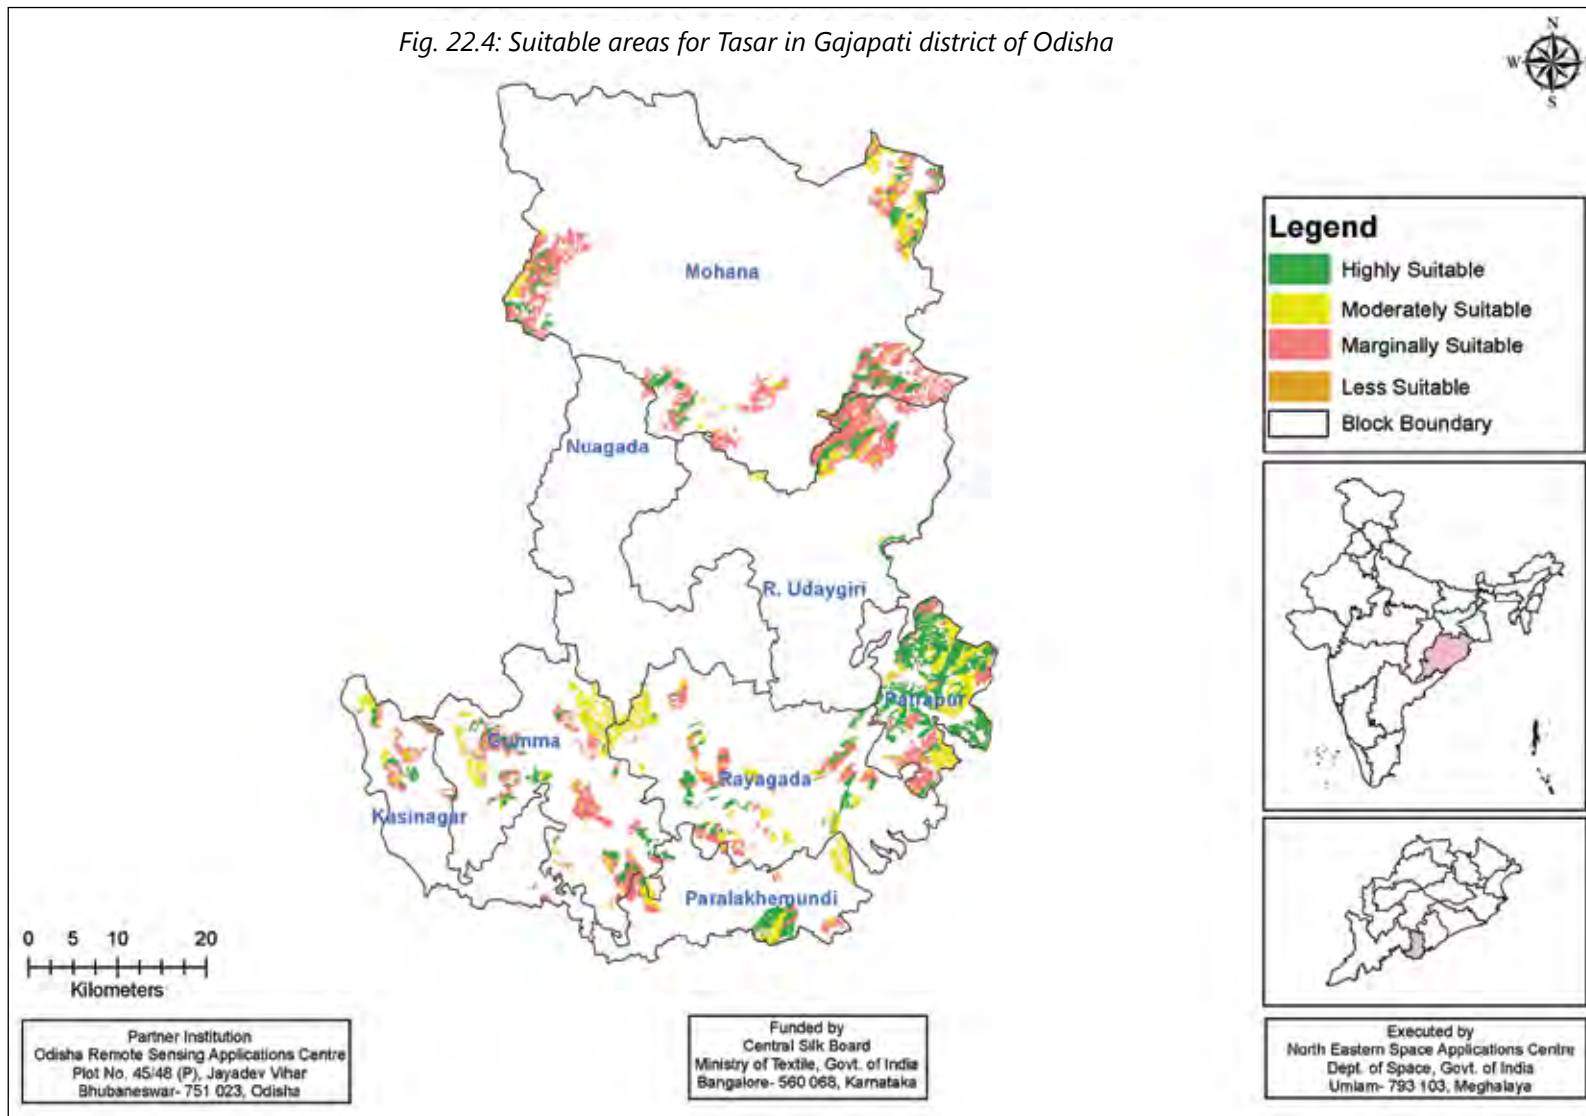 Fig. 22.4: Suitable areas for Tasar in Gajapati district of Odisha
N
W
S
Mohana
Nuagada
R. Udaygiri
Patrapur
Gumma
Rayagada
Kasinagar
Paralakhemundi
Legend
Highly Suitable
Moderately Suitable
Marginally Suitable
Less Suitable
Block Boundary
0 5 10 20
Kilometers
Partner Institution
Odisha Remote Sensing Applications Centre
Plot No. 45/48 (P), Jayadev Vihar
Bhubaneswar- 751 023, Odisha
Funded by
Central Silk Board
Ministry of Textile, Govt. of India
Bangalore- 560 068, Karnataka
Executed by
North Eastern Space Applications Centre
Dept. of Space, Govt. of India
Umiam- 793 103, Meghalaya